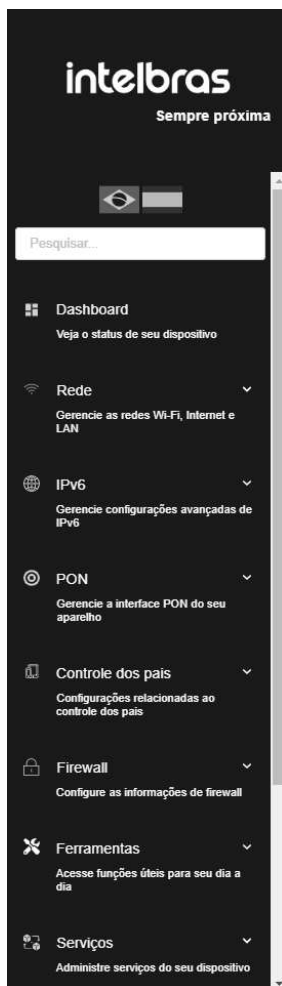 intelbras
Sempre próxima
Pesquisar...
Dashboard
Veja o status de seu dispositivo
Rede
Gerencie as redes Wi-Fi, Internet e
LAN
IPv6
Gerencie configurações avançadas de
IPv6
PON
Gerencie a interface PON do seu
aparelho
Controle dos pais
Configurações relacionadas ao
controle dos pais
Firewall
Configure as informações de firewall
Ferramentas
Acesse funções úteis para seu dia a
dia
Serviços
Administre serviços do seu dispositivo